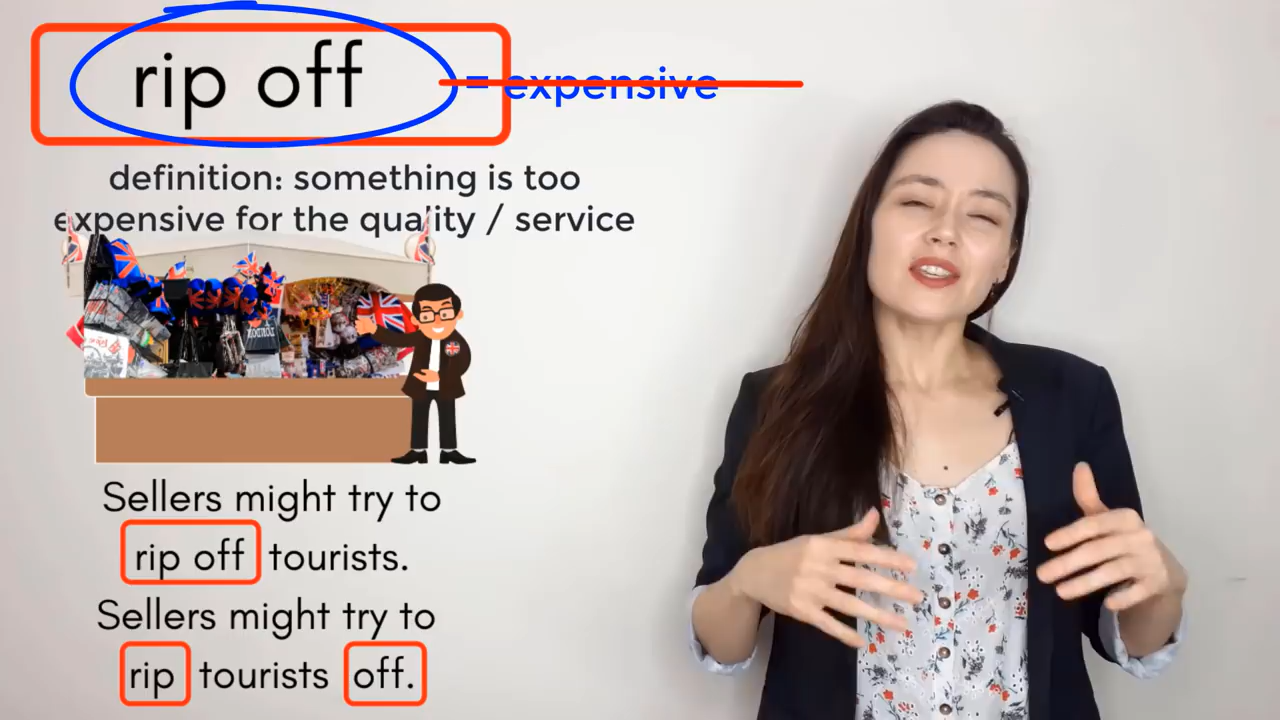 rip off
= expensive
definition: something is too
expensive for the quality / service
Sellers might try to
rip off tourists.
Sellers might try to
rip tourists off.